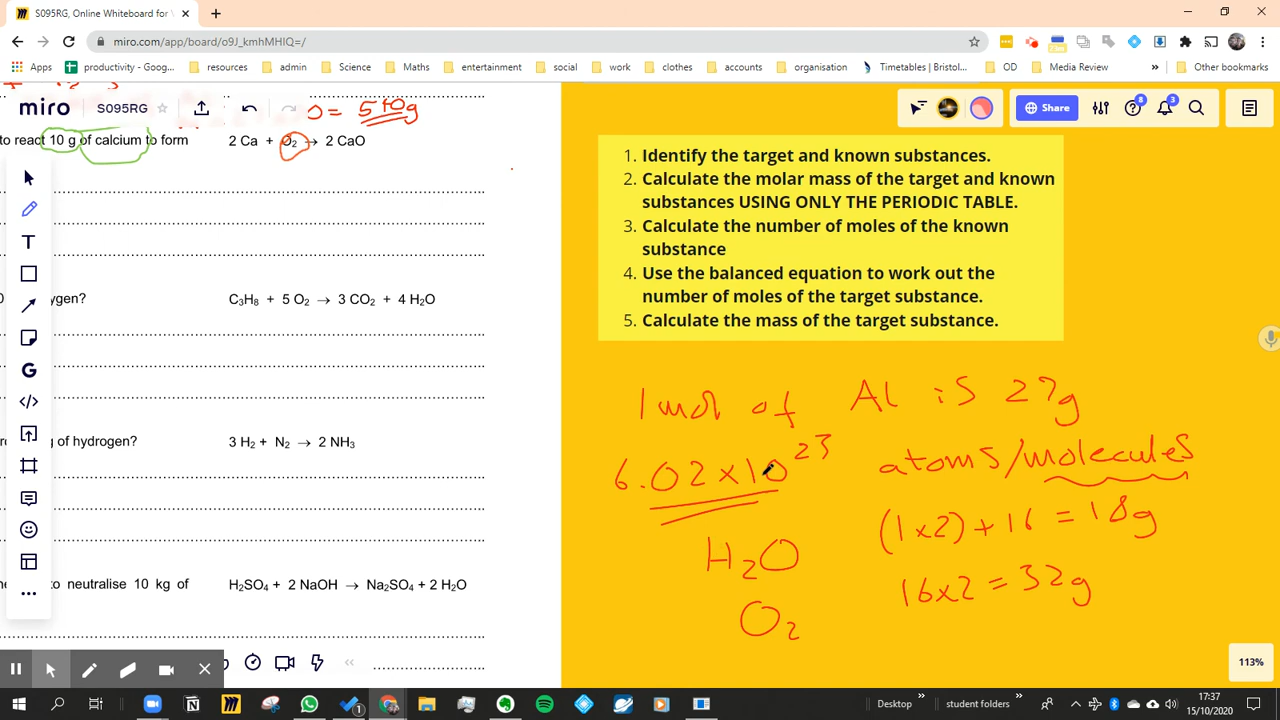 S095RG, Online Whiteboard for V
miro.com/app/board/o9J_kmhMHIQ=/
23m
Apps
productivity - Goog...
resources
admin
Science
Maths
entertainment
social
work
clothes
accounts
organisation
Timetables | Bristol...
OD
Media Review
Other bookmarks
miro
S095RG
Share
8
3
to react 10 g of calcium to form
2 Ca + O2 → 2 CaO
ygen?
C3H8 + 5 O2 → 3 CO2 + 4 H2O
g of hydrogen?
3 H2 + N2 → 2 NH3
to neutralise 10 kg of
H2SO4 + 2 NaOH → Na2SO4 + 2 H2O
1. Identify the target and known substances.
2. Calculate the molar mass of the target and known
substances USING ONLY THE PERIODIC TABLE.
3. Calculate the number of moles of the known
substance
4. Use the balanced equation to work out the
number of moles of the target substance.
5. Calculate the mass of the target substance.
1 mol of Al is 27g
6.02×10^23 atoms/molecules
H2O (1×2)+16 = 18g
O2 16×2 = 32g
113%
Desktop
student folders
17:37
15/10/2020